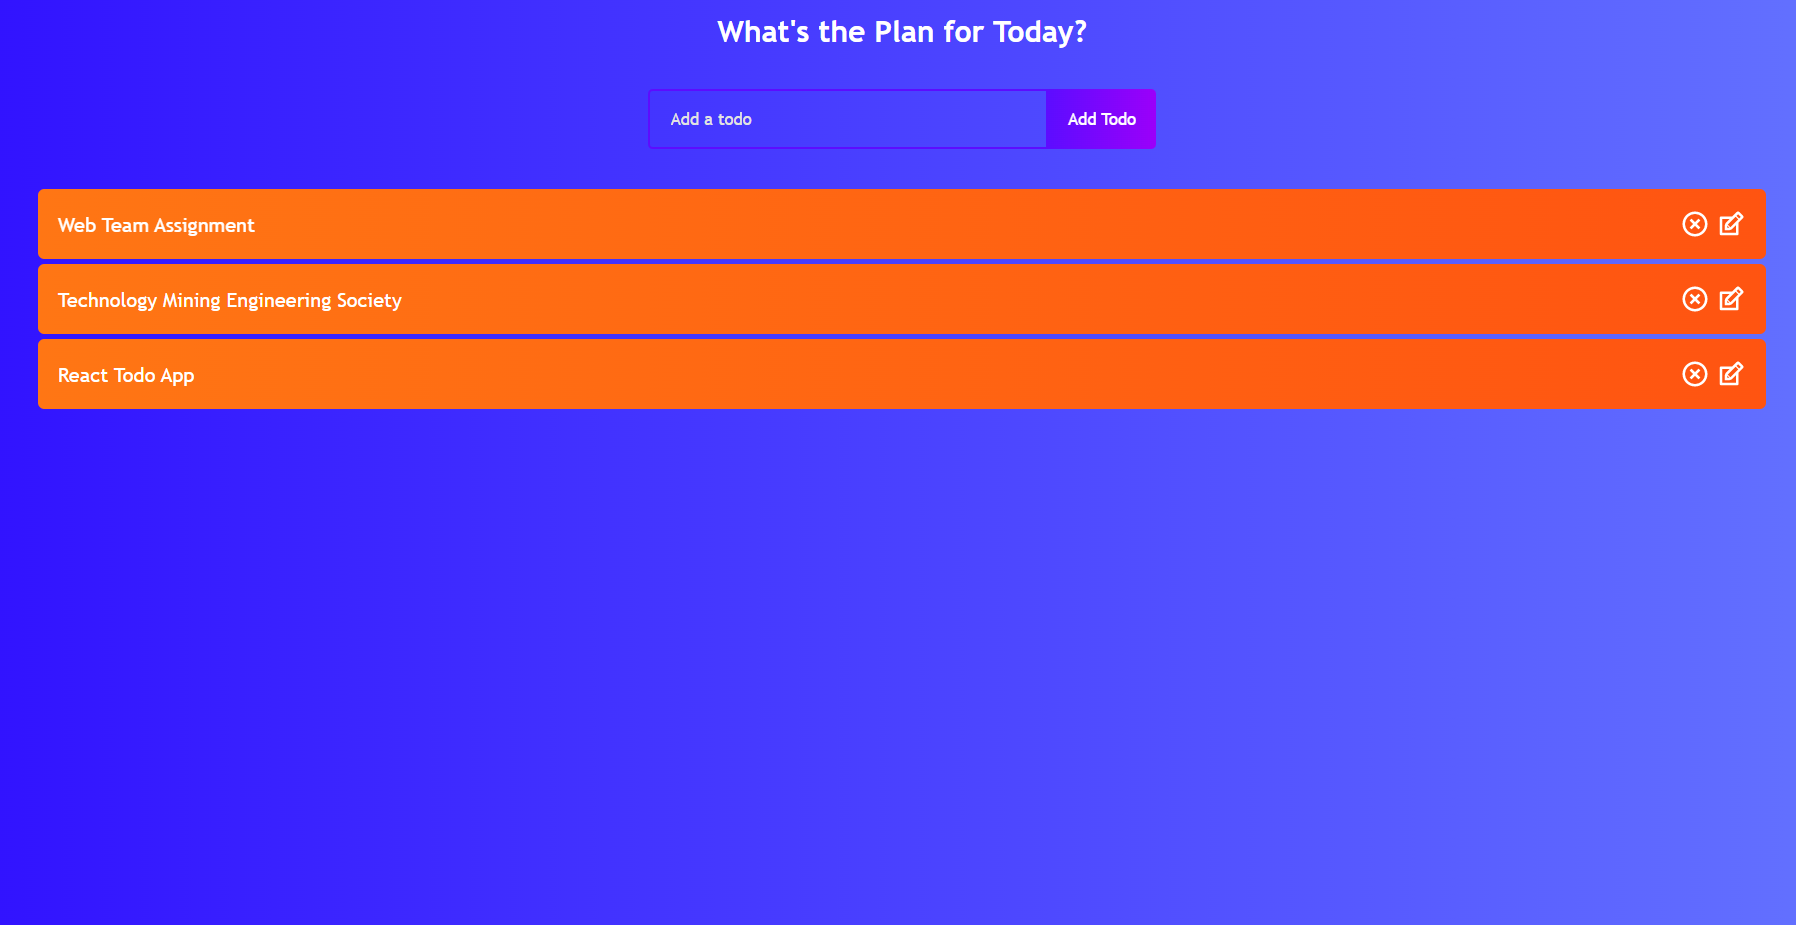 What's the Plan for Today?
Add a todo
Add Todo
Web Team Assignment
Technology Mining Engineering Society
React Todo App